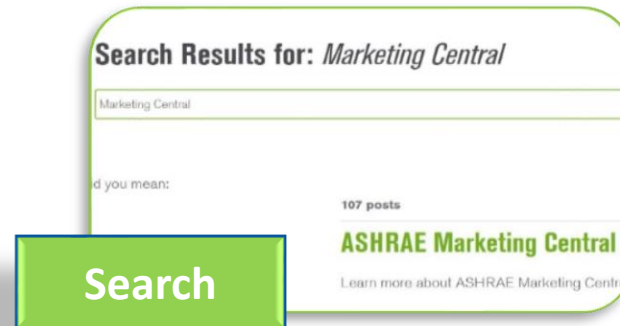 Search Results for: Marketing Central
Marketing Central
d you mean:
107 posts
ASHRAE Marketing Central
Learn more about ASHRAE Marketing Centr
Search